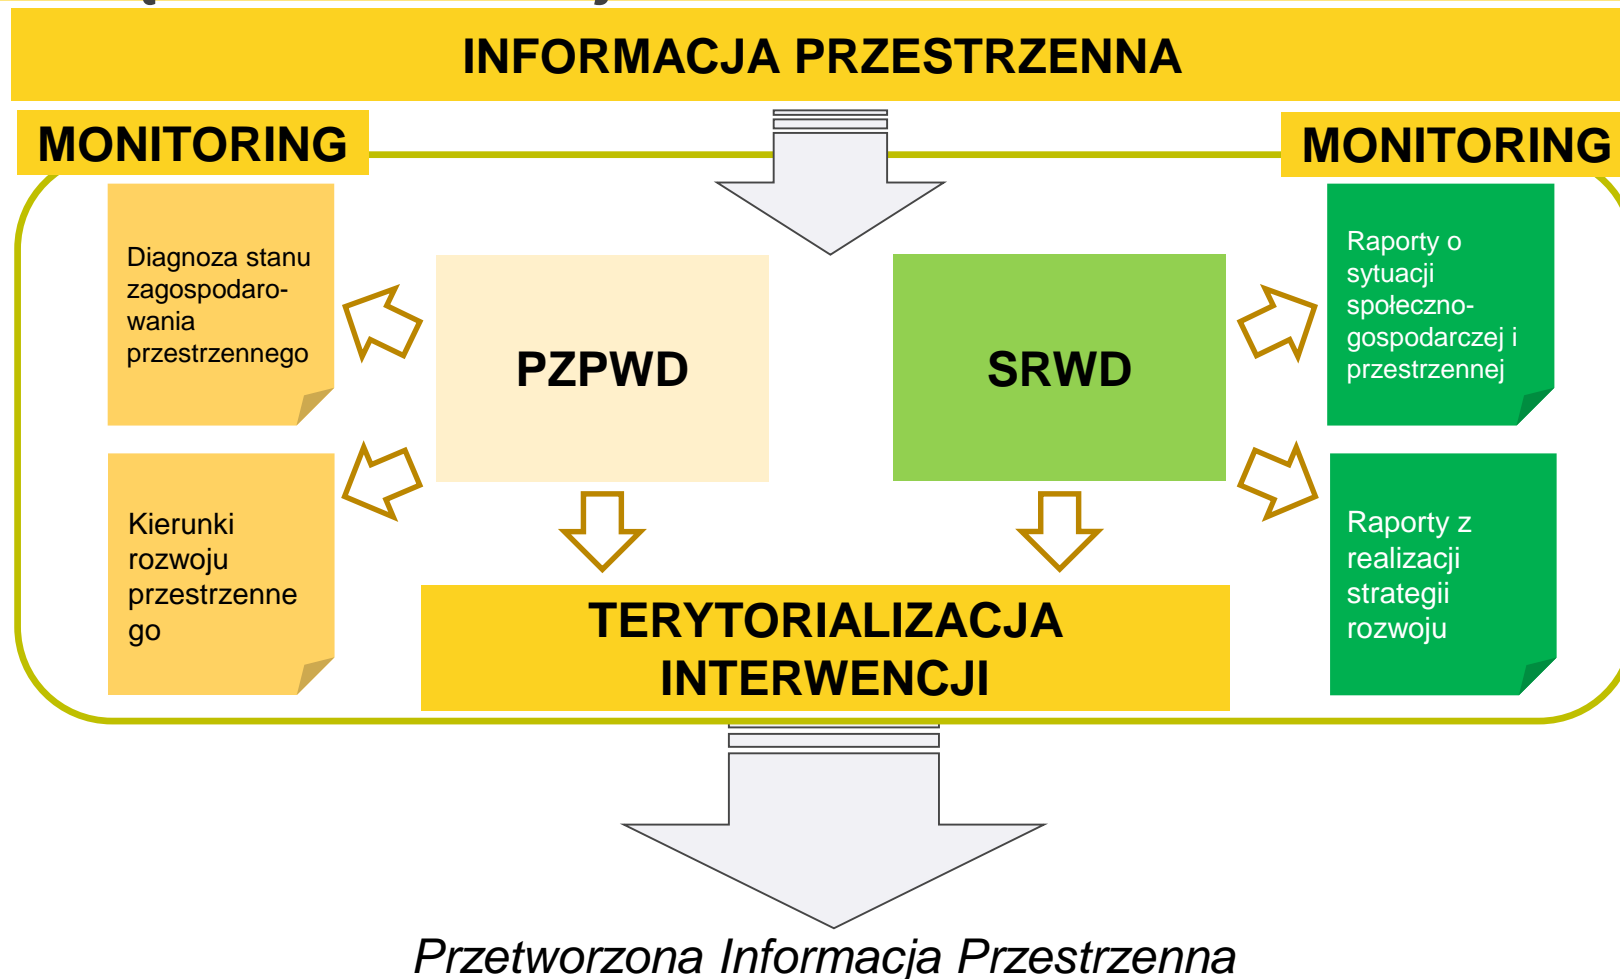 INFORMACJA PRZESTRZENNA
MONITORING
MONITORING
Diagnoza stanu
zagospodaro-
wania
przestrzennego
PZPWD
SRWD
Raporty o
sytuacji
społeczno-
gospodarczej i
przestrzennej
Kierunki
rozwoju
przestrzenne
go
Raporty z
realizacji
strategii
rozwoju
TERYTORIALIZACJA
INTERWENCJI
Przetworzona Informacja Przestrzenna